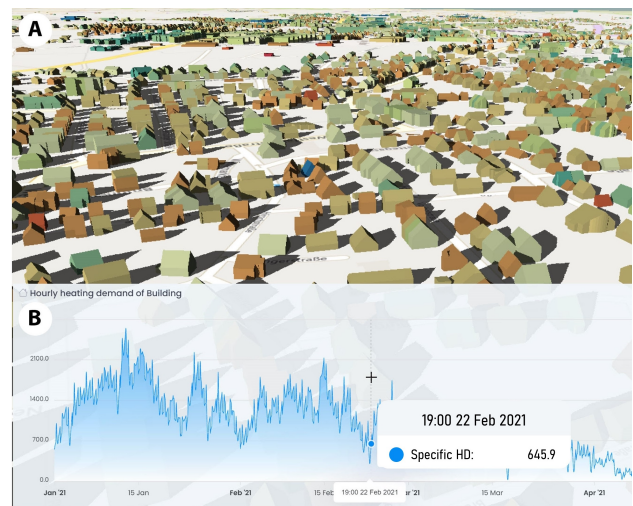 A
Hourly heating demand of Building
B
2100.0
1400.0
19:00 22 Feb 2021
700.0
Specific HD: 645.9
0.0
Jan '21 15 Jan Feb '21 15 Feb 19:00 22 Feb 2021 ar '21 15 Mar Apr '21